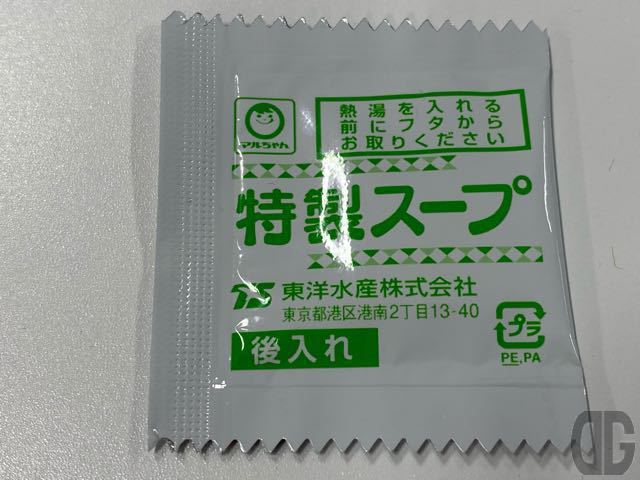 マルちゃん
熱湯を入れる
前にフタから
お取りください
特製スープ
TS 東洋水産株式会社
東京都港区港南2丁目13-40
後入れ
プラ
PE,PA
DG